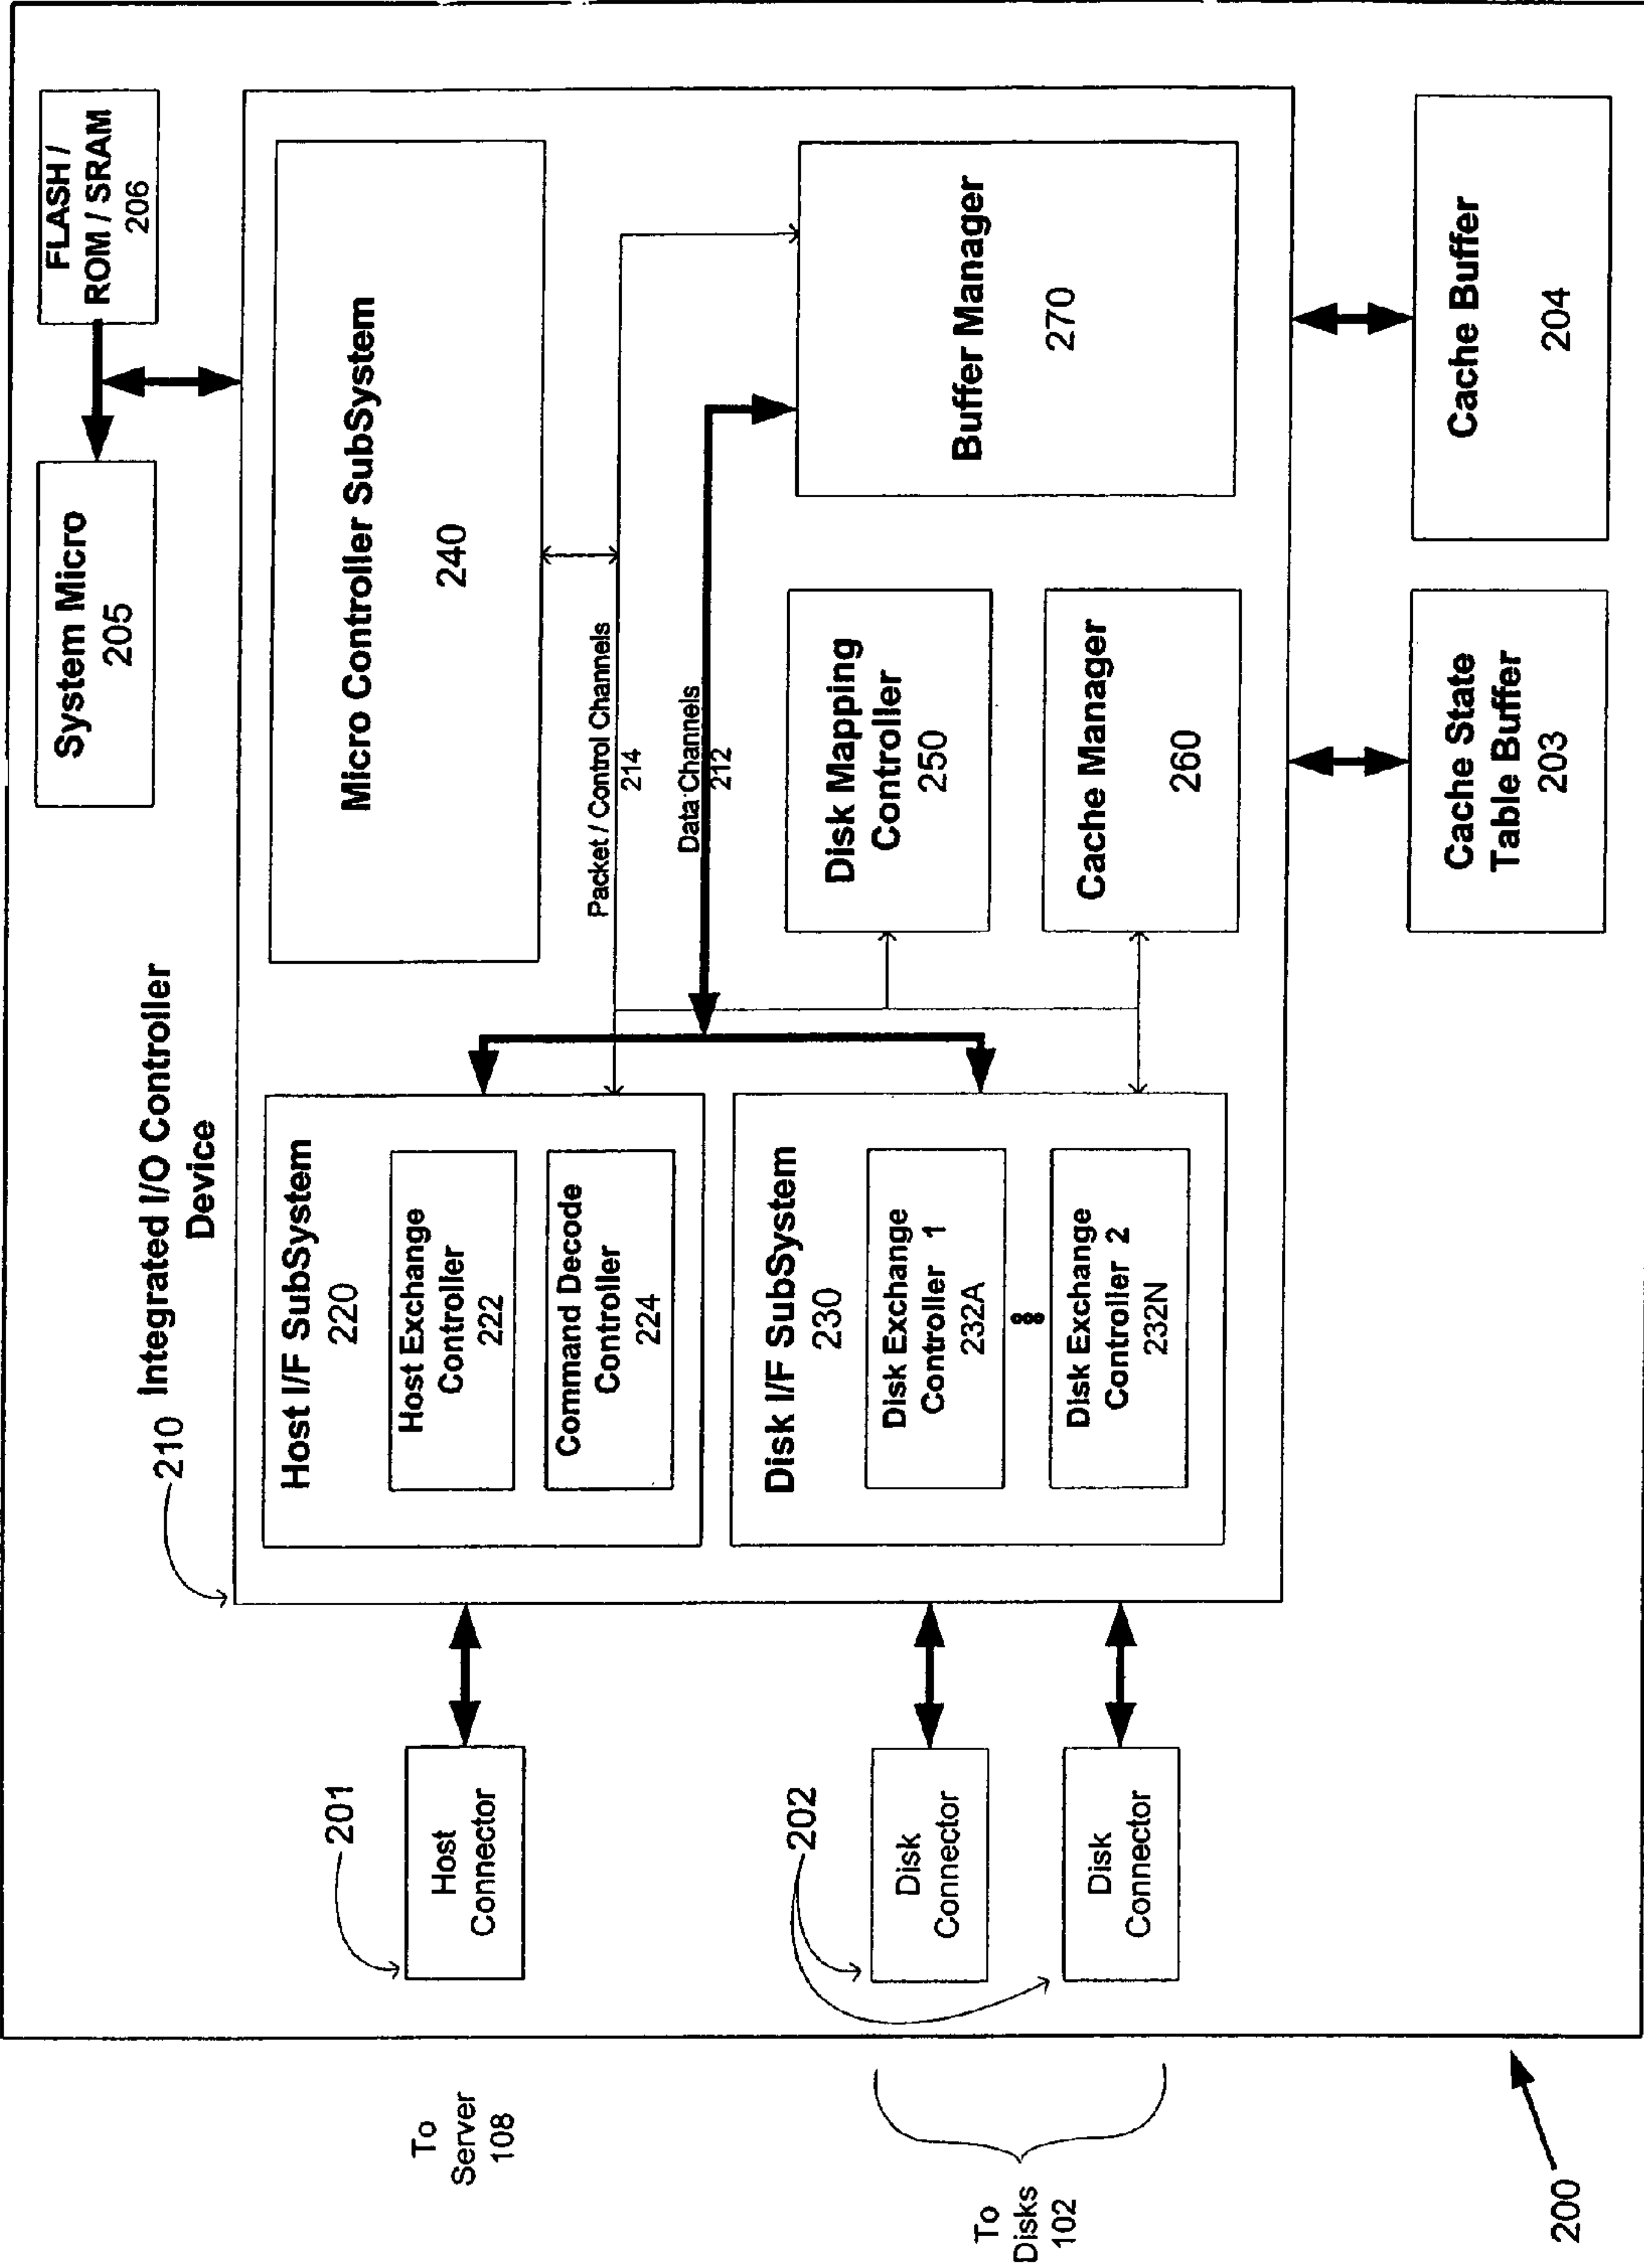 System Micro
205
FLASH /
ROM / SRAM
206
210
Integrated I/O Controller
Device
Host I/F SubSystem
220
Host Exchange
Controller
222
Command Decode
Controller
224
Disk I/F SubSystem
230
Disk Exchange
Controller 1
232A
Disk Exchange
Controller 2
232N
Micro Controller SubSystem
240
Packet / Control Channels
214
Data Channels
212
Disk Mapping
Controller
250
Cache Manager
260
Buffer Manager
270
Cache State
Table Buffer
203
Cache Buffer
204
201
Host
Connector
202
Disk
Connector
Disk
Connector
To
Server
108
To
Disks
102
200